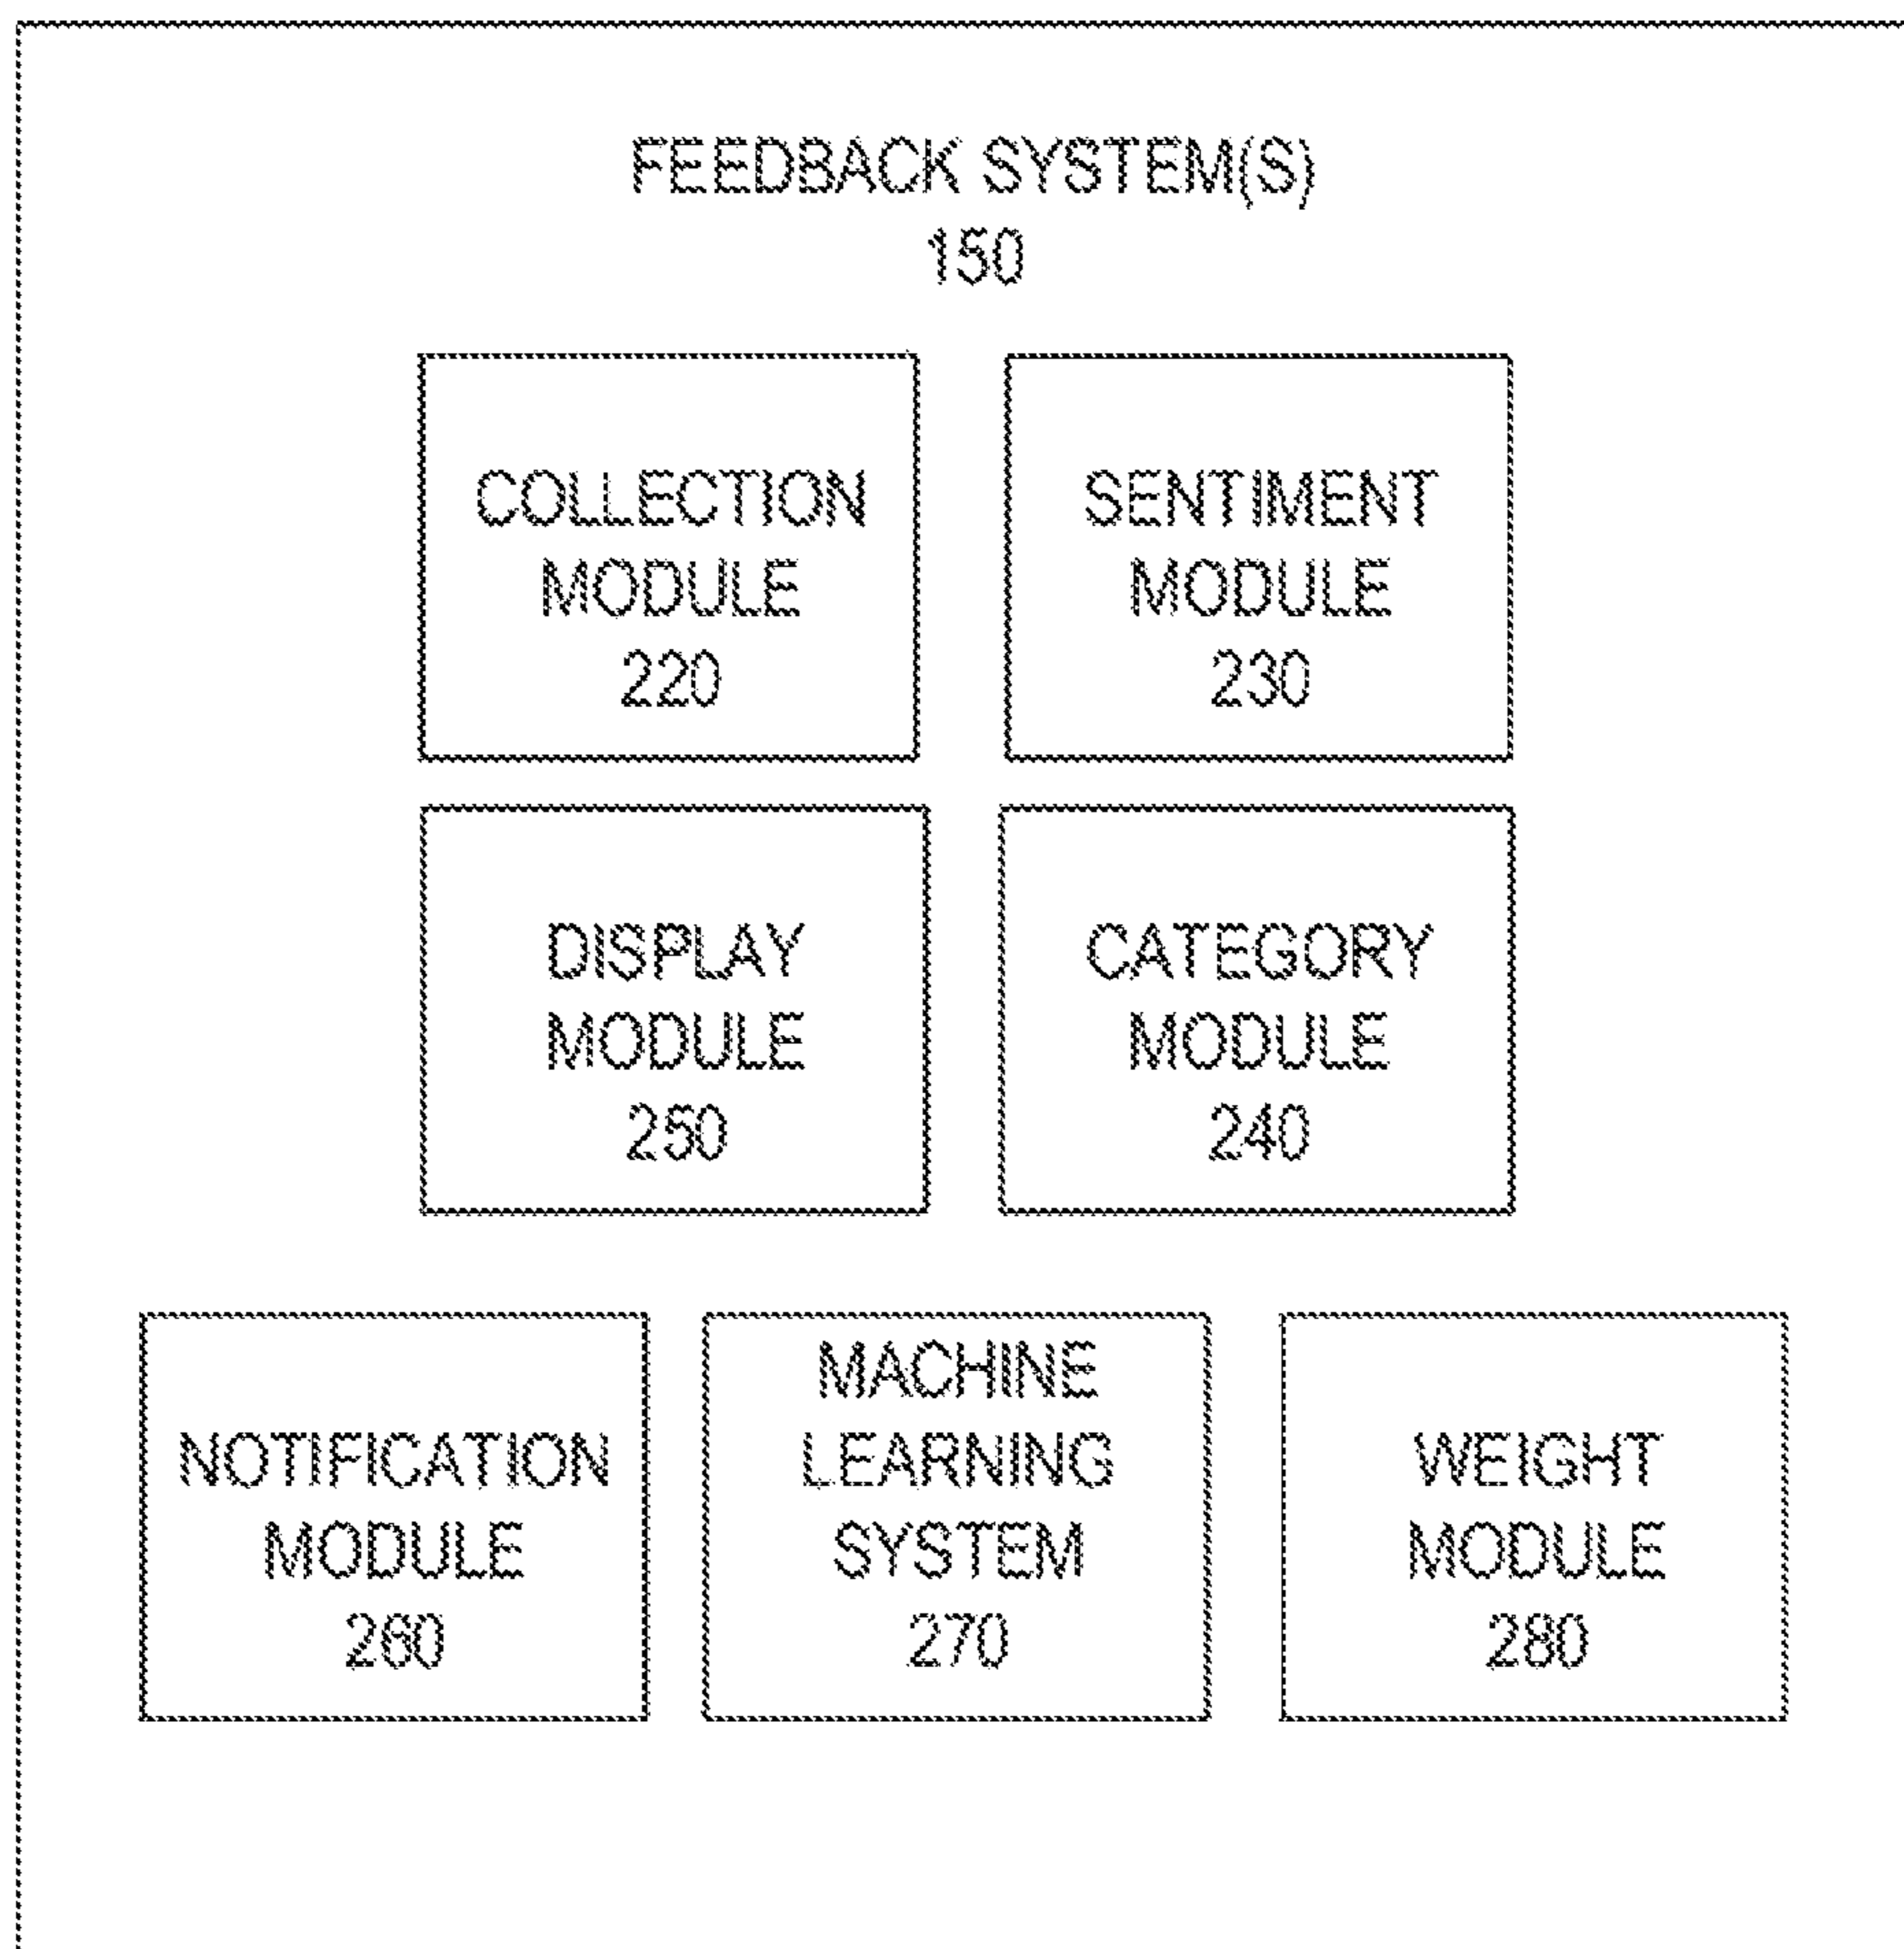 FEEDBACK SYSTEM(S)
150
COLLECTION
MODULE
220
SENTIMENT
MODULE
230
DISPLAY
MODULE
250
CATEGORY
MODULE
240
NOTIFICATION
MODULE
260
MACHINE
LEARNING
SYSTEM
270
WEIGHT
MODULE
280